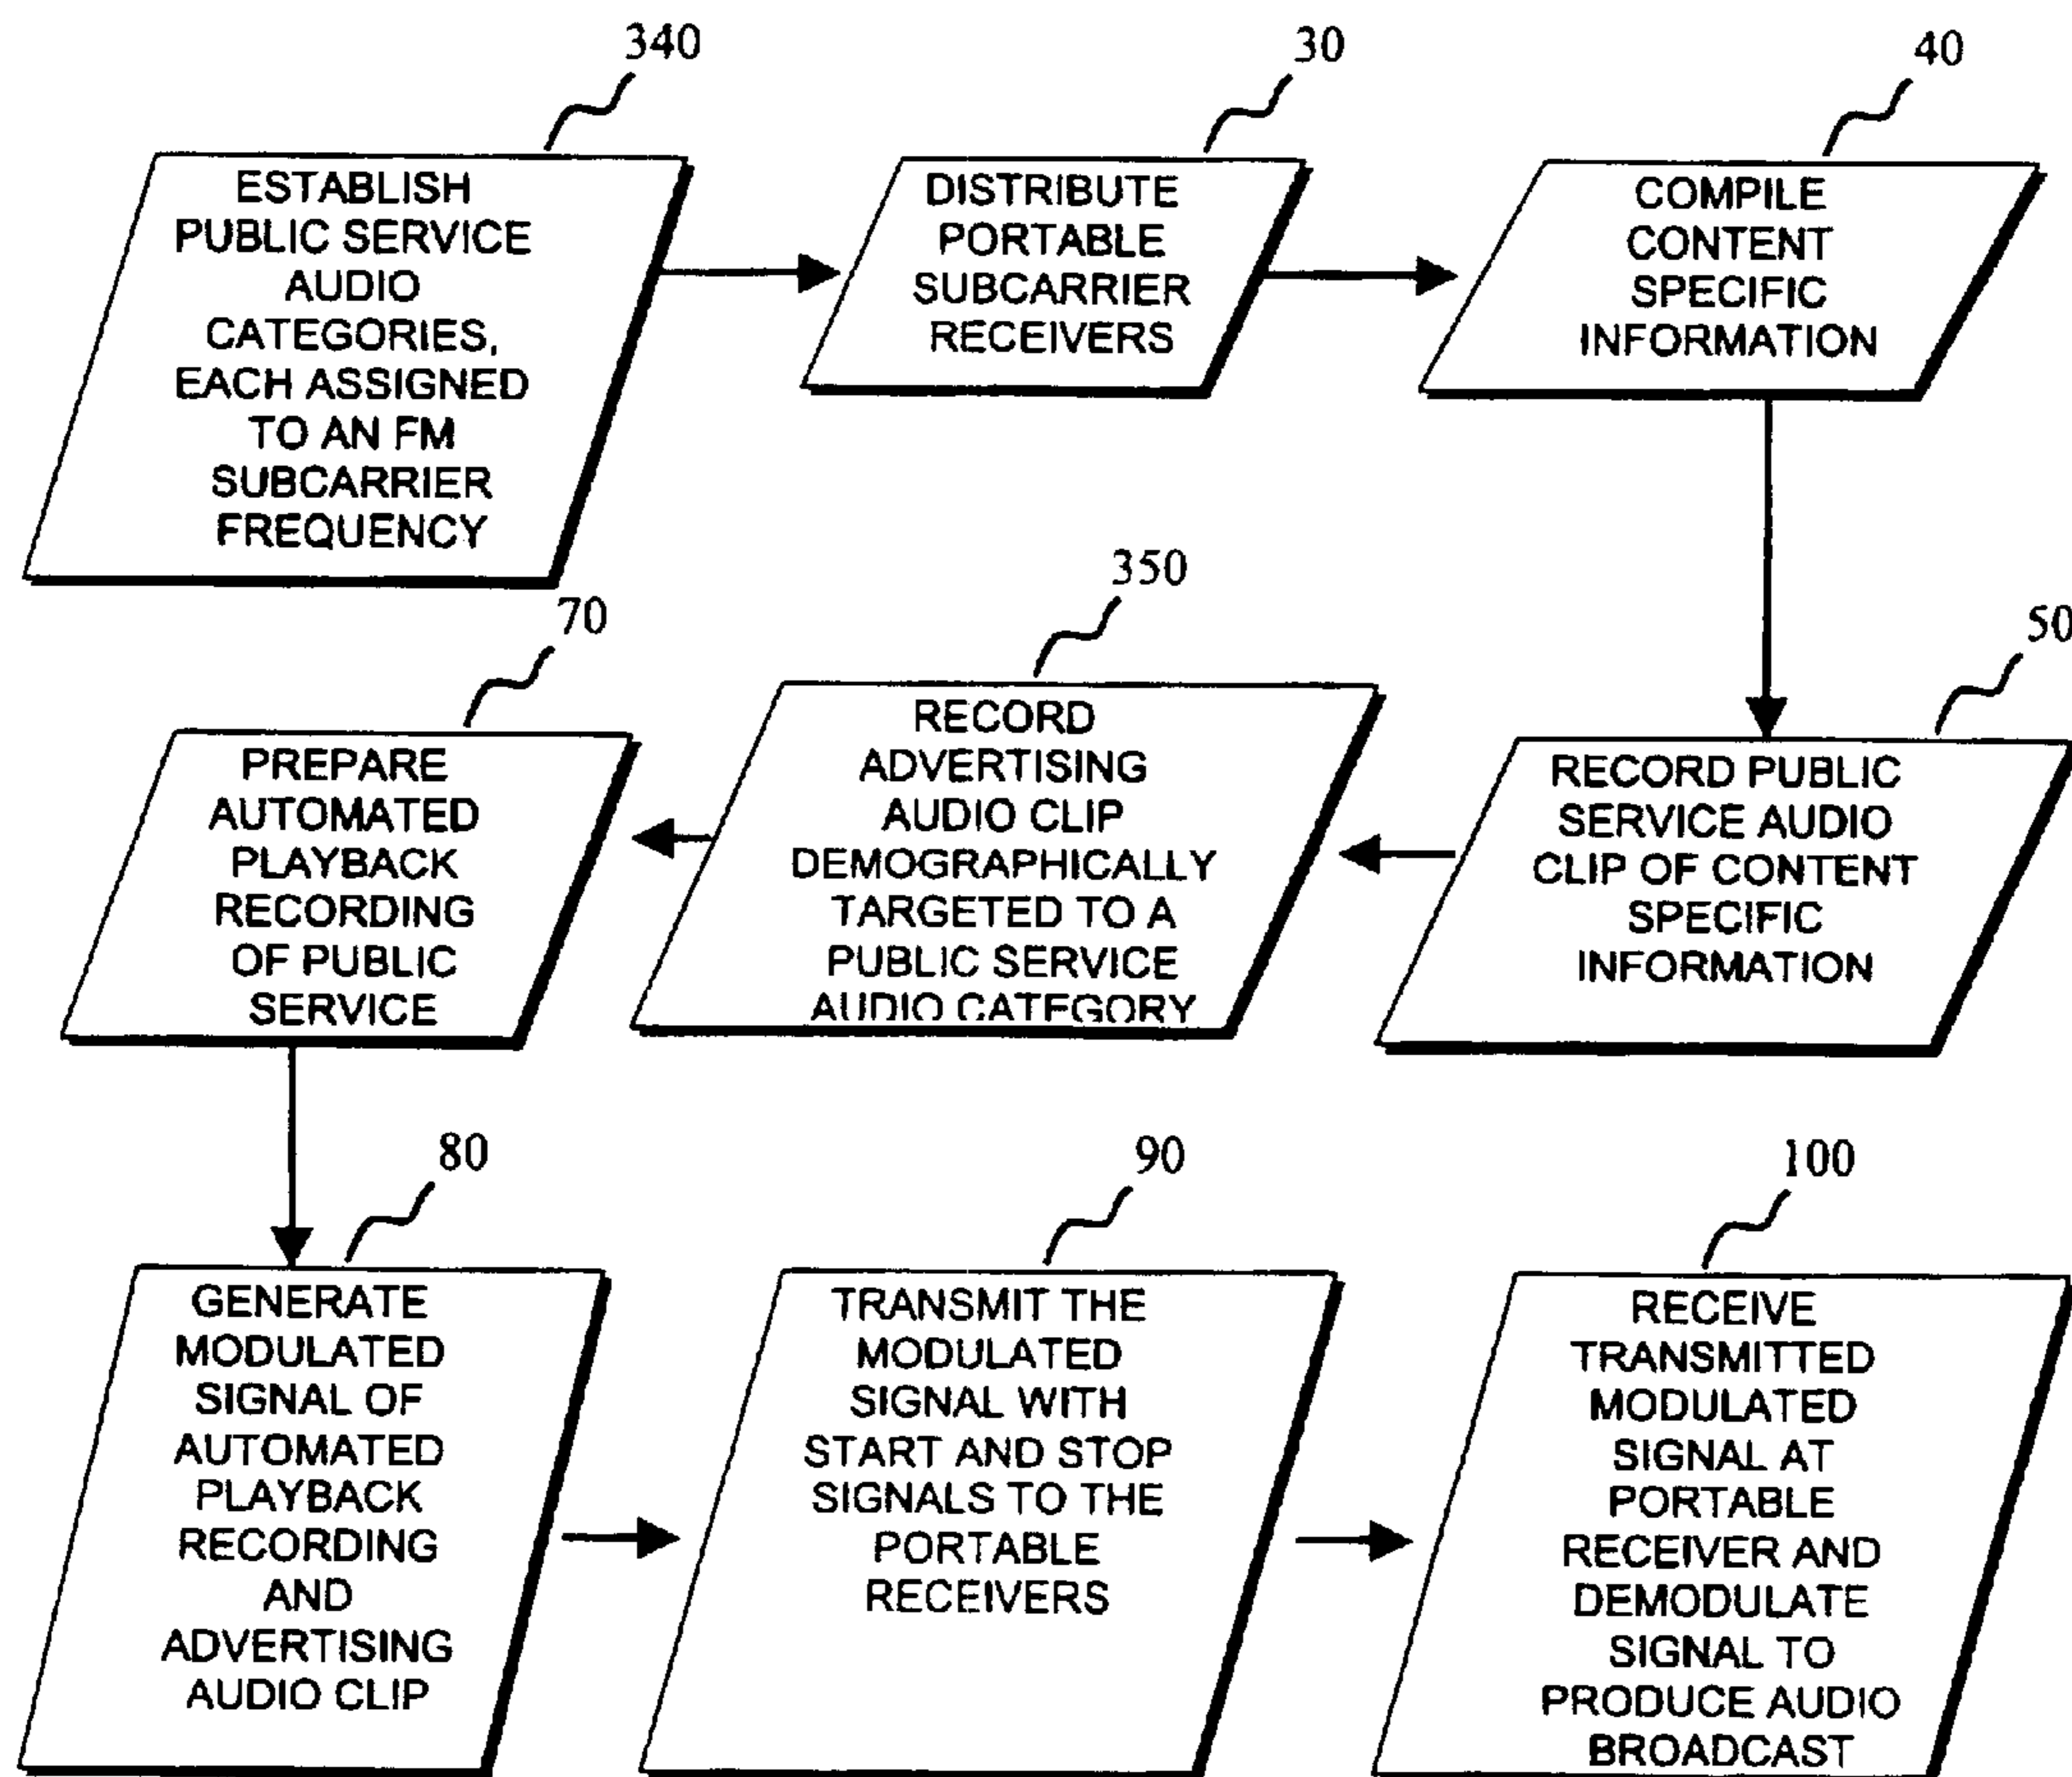 340
ESTABLISH
PUBLIC SERVICE
AUDIO
CATEGORIES,
EACH ASSIGNED
TO AN FM
SUBCARRIER
FREQUENCY
30
DISTRIBUTE
PORTABLE
SUBCARRIER
RECEIVERS
40
COMPILE
CONTENT
SPECIFIC
INFORMATION
50
RECORD PUBLIC
SERVICE AUDIO
CLIP OF CONTENT
SPECIFIC
INFORMATION
350
RECORD
ADVERTISING
AUDIO CLIP
DEMOGRAPHICALLY
TARGETED TO A
PUBLIC SERVICE
AUDIO CATEGORY
70
PREPARE
AUTOMATED
PLAYBACK
RECORDING
OF PUBLIC
SERVICE
80
GENERATE
MODULATED
SIGNAL OF
AUTOMATED
PLAYBACK
RECORDING
AND
ADVERTISING
AUDIO CLIP
90
TRANSMIT THE
MODULATED
SIGNAL WITH
START AND STOP
SIGNALS TO THE
PORTABLE
RECEIVERS
100
RECEIVE
TRANSMITTED
MODULATED
SIGNAL AT
PORTABLE
RECEIVER AND
DEMODULATE
SIGNAL TO
PRODUCE AUDIO
BROADCAST